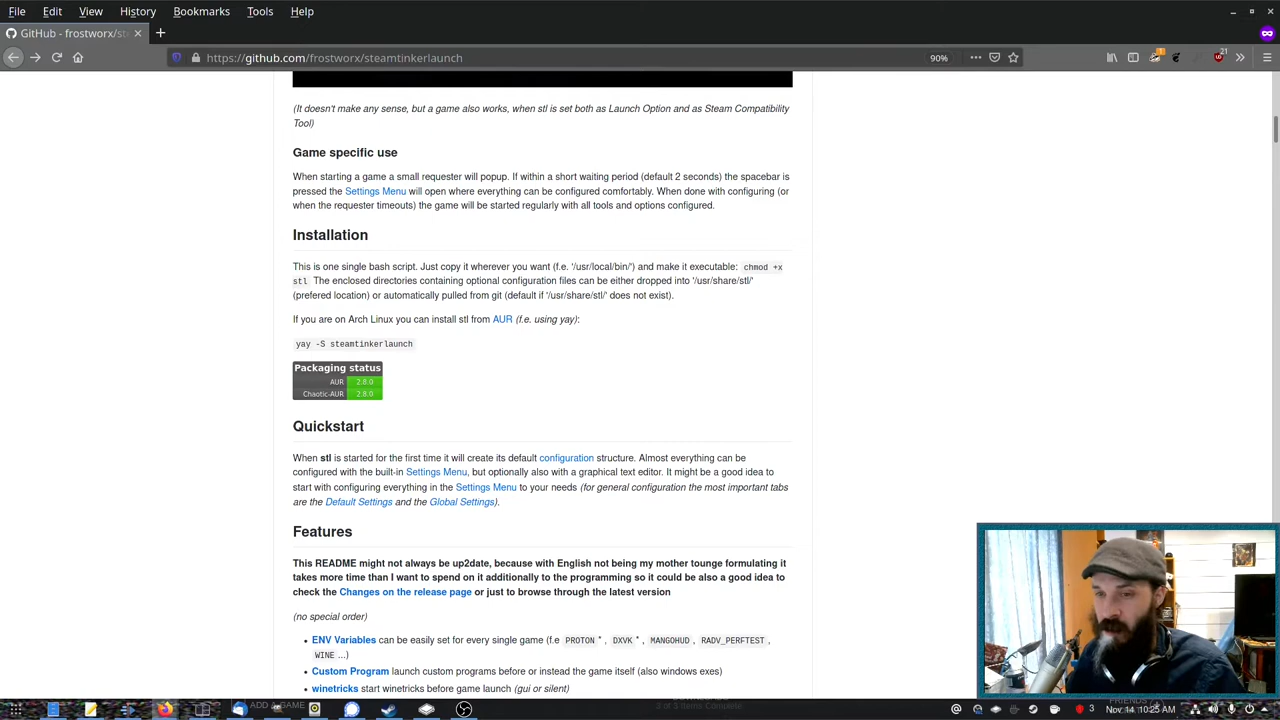 File Edit View History Bookmarks Tools Help
GitHub - frostworx/st
https://github.com/frostworx/steamtinkerlaunch
90%
1
21
(It doesn't make any sense, but a game also works, when stl is set both as Launch Option and as Steam Compatibility
Tool)
Game specific use
When starting a game a small requester will popup. If within a short waiting period (default 2 seconds) the spacebar is
pressed the Settings Menu will open where everything can be configured comfortably. When done with configuring (or
when the requester timeouts) the game will be started regularly with all tools and options configured.
Installation
This is one single bash script. Just copy it wherever you want (f.e. '/usr/local/bin/') and make it executable: chmod +x
stl The enclosed directories containing optional configuration files can be either dropped into '/usr/share/stl/'
(prefered location) or automatically pulled from git (default if '/usr/share/stl/' does not exist).
If you are on Arch Linux you can install stl from AUR (f.e. using yay):
yay -S steamtinkerlaunch
Packaging status
AUR 2.8.0
Chaotic-AUR 2.8.0
Quickstart
When stl is started for the first time it will create its default configuration structure. Almost everything can be
configured with the built-in Settings Menu, but optionally also with a graphical text editor. It might be a good idea to
start with configuring everything in the Settings Menu to your needs (for general configuration the most important tabs
are the Default Settings and the Global Settings).
Features
This README might not always be up2date, because with English not being my mother tounge formulating it
takes more time than I want to spend on it additionally to the programming so it could be also a good idea to
check the Changes on the release page or just to browse through the latest version
(no special order)
• ENV Variables can be easily set for every single game (f.e PROTON * , DXVK * , MANGOHUD , RADV_PERFTEST ,
WINE ...)
• Custom Program launch custom programs before or instead the game itself (also windows exes)
• winetricks start winetricks before game launch (gui or silent)
ADD A GAME
3
Nov. 14, 10:25 AM